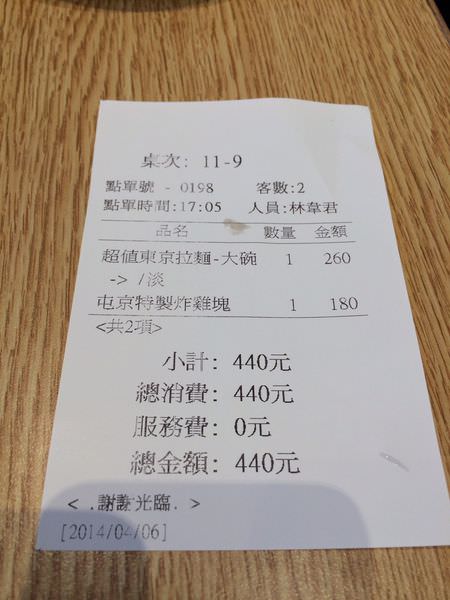 桌次: 11-9
點單號 - 0198 客數:2
點單時間:17:05 人員:林韋君
品名 數量 金額
超值東京拉麵-大碗 1 260
-> /淡
屯京特製炸雞塊 1 180
<共2項>
小計: 440元
總消費: 440元
服務費: 0元
總金額: 440元
< .謝謝光臨. >
[2014/04/06]